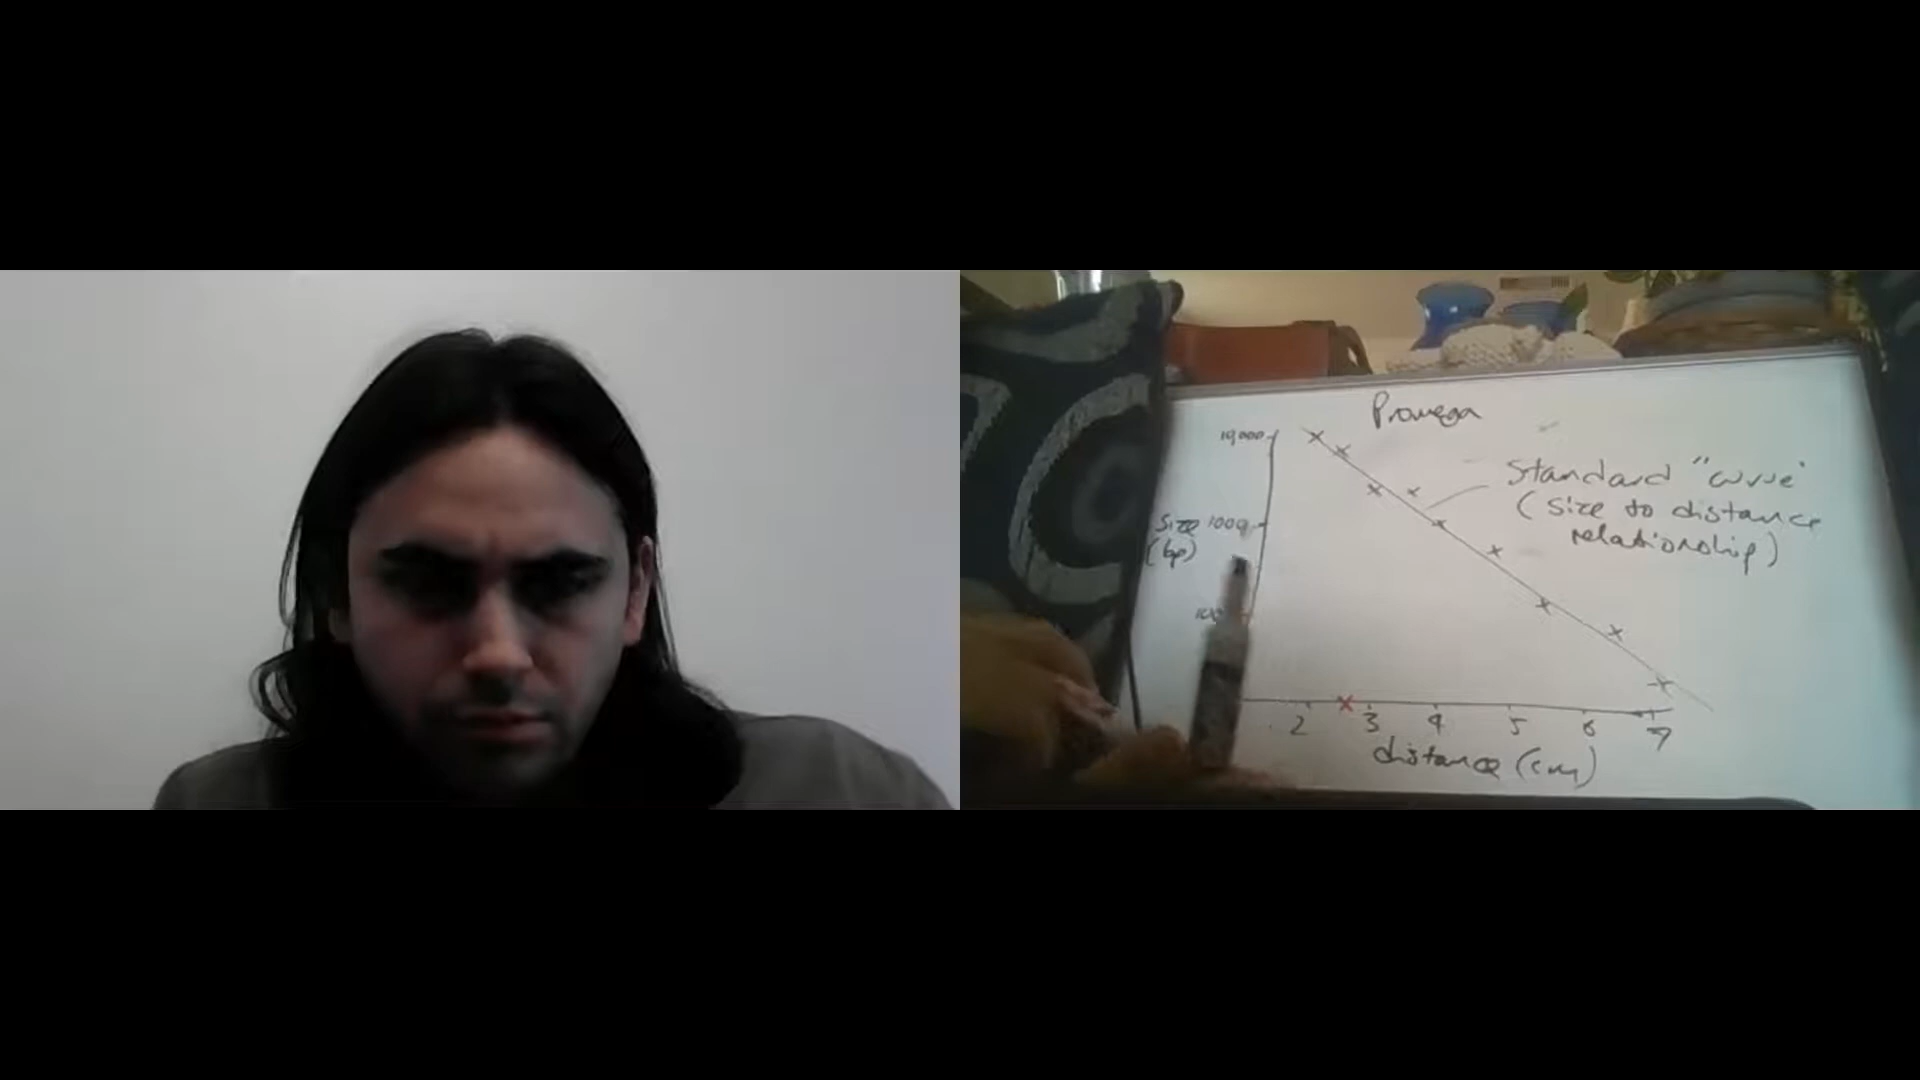 Promega
10,000
Standard "curve"
(size to distance
relationship)
Size 1000
(bp)
100
2 3 4 5 6 7
distance (cm)